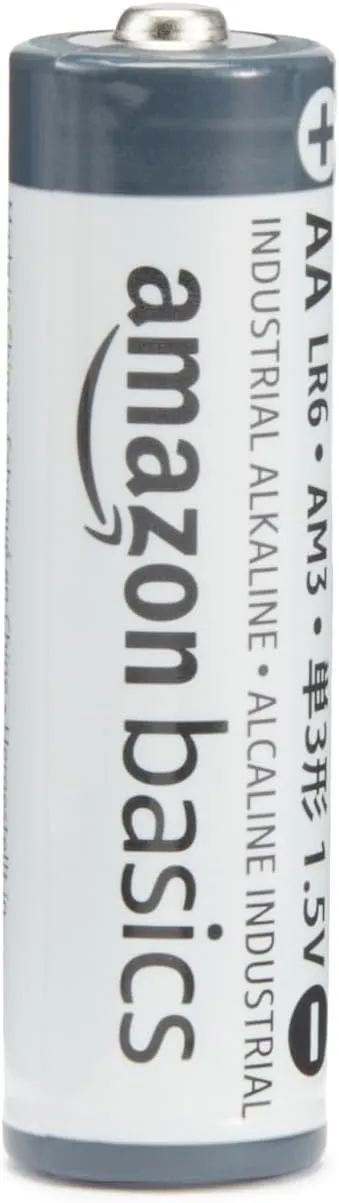 + AA LR6 • AM3 • 単3形 1.5V −
INDUSTRIAL ALKALINE • ALCALINE INDUSTRIAL
amazon basics